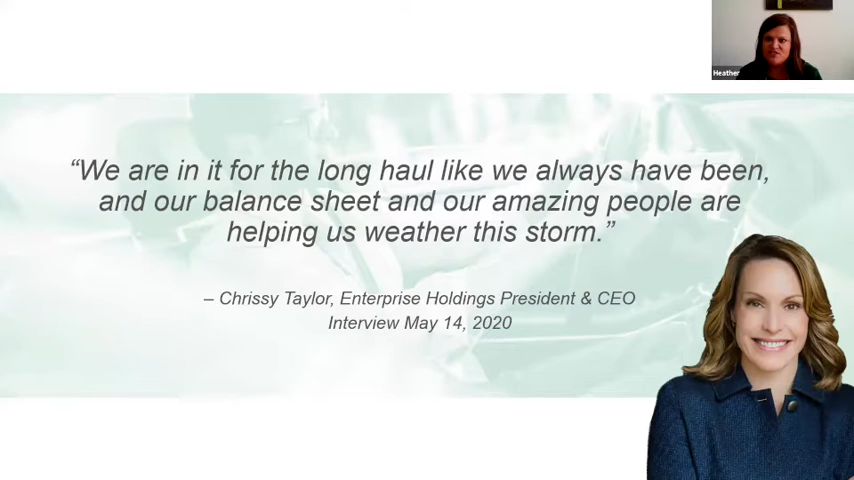 Heather
“We are in it for the long haul like we always have been,
and our balance sheet and our amazing people are
helping us weather this storm.”
– Chrissy Taylor, Enterprise Holdings President & CEO
Interview May 14, 2020